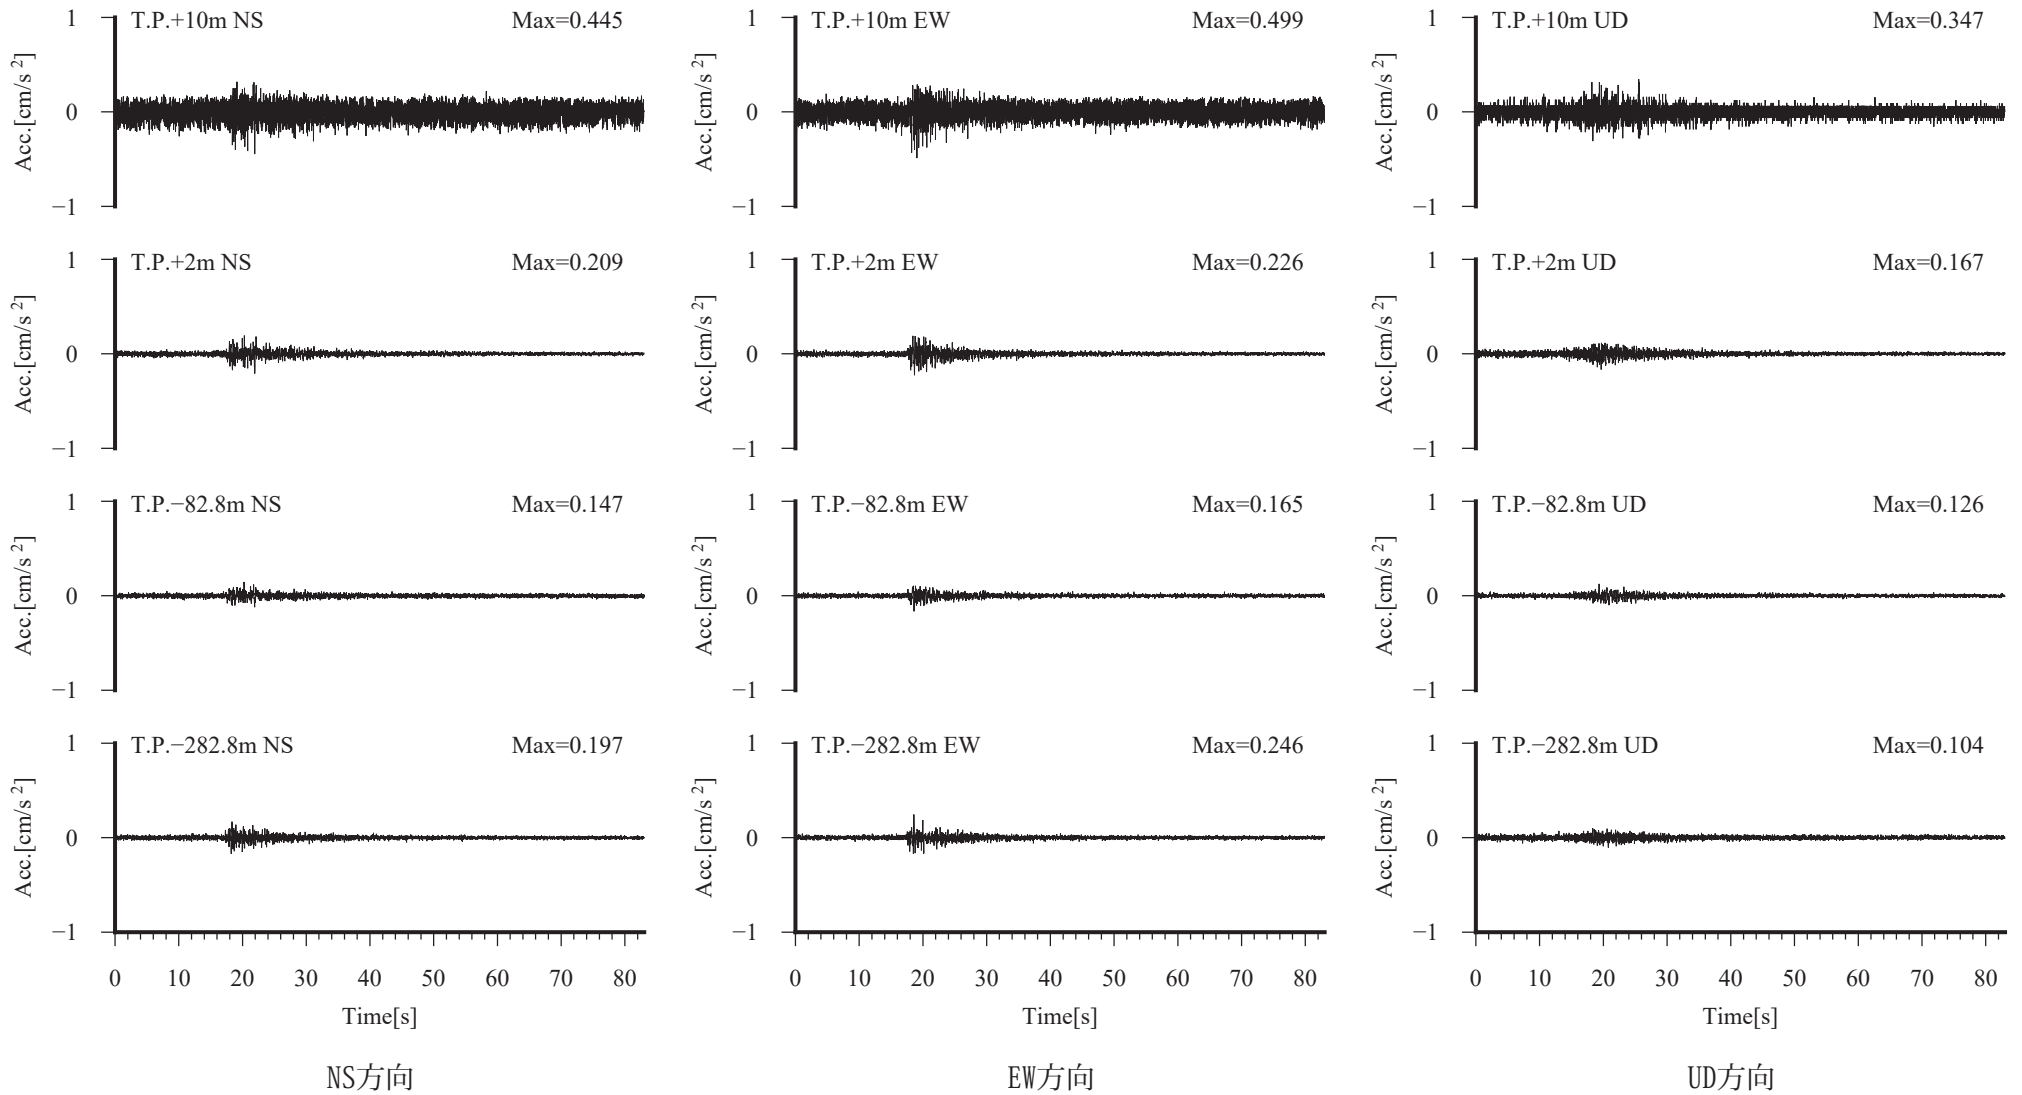 T.P.+10m NS Max=0.445
1
0
−1
Acc.[cm/s 2]
T.P.+2m NS Max=0.209
1
0
−1
Acc.[cm/s 2]
T.P.−82.8m NS Max=0.147
1
0
−1
Acc.[cm/s 2]
T.P.−282.8m NS Max=0.197
1
0
−1
Acc.[cm/s 2]
0 10 20 30 40 50 60 70 80
Time[s]
NS方向
T.P.+10m EW Max=0.499
1
0
−1
Acc.[cm/s 2]
T.P.+2m EW Max=0.226
1
0
−1
Acc.[cm/s 2]
T.P.−82.8m EW Max=0.165
1
0
−1
Acc.[cm/s 2]
T.P.−282.8m EW Max=0.246
1
0
−1
Acc.[cm/s 2]
0 10 20 30 40 50 60 70 80
Time[s]
EW方向
T.P.+10m UD Max=0.347
1
0
−1
Acc.[cm/s 2]
T.P.+2m UD Max=0.167
1
0
−1
Acc.[cm/s 2]
T.P.−82.8m UD Max=0.126
1
0
−1
Acc.[cm/s 2]
T.P.−282.8m UD Max=0.104
1
0
−1
Acc.[cm/s 2]
0 10 20 30 40 50 60 70 80
Time[s]
UD方向